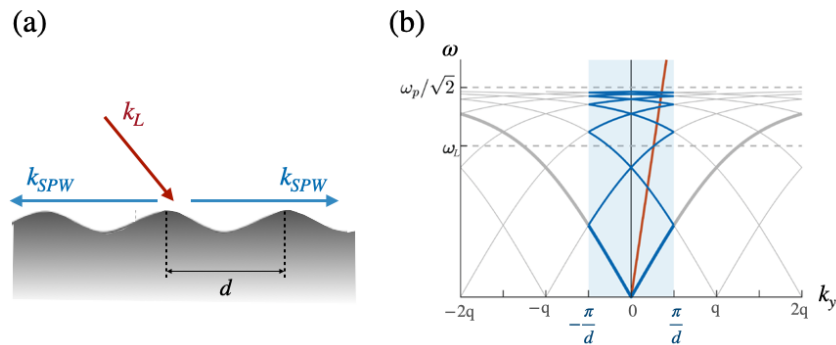 (a)
k_L
k_SPW
k_SPW
d
(b)
ω
ω_p/√2
ω_L
k_y
−2q
−q
−π/d
0
π/d
q
2q